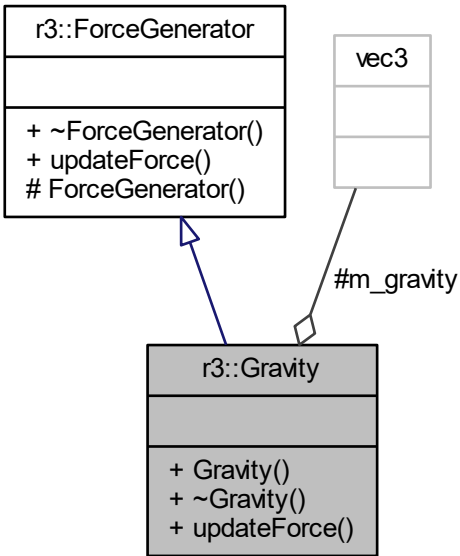 r3::ForceGenerator
+ ~ForceGenerator()
+ updateForce()
# ForceGenerator()
vec3
#m_gravity
r3::Gravity
+ Gravity()
+ ~Gravity()
+ updateForce()